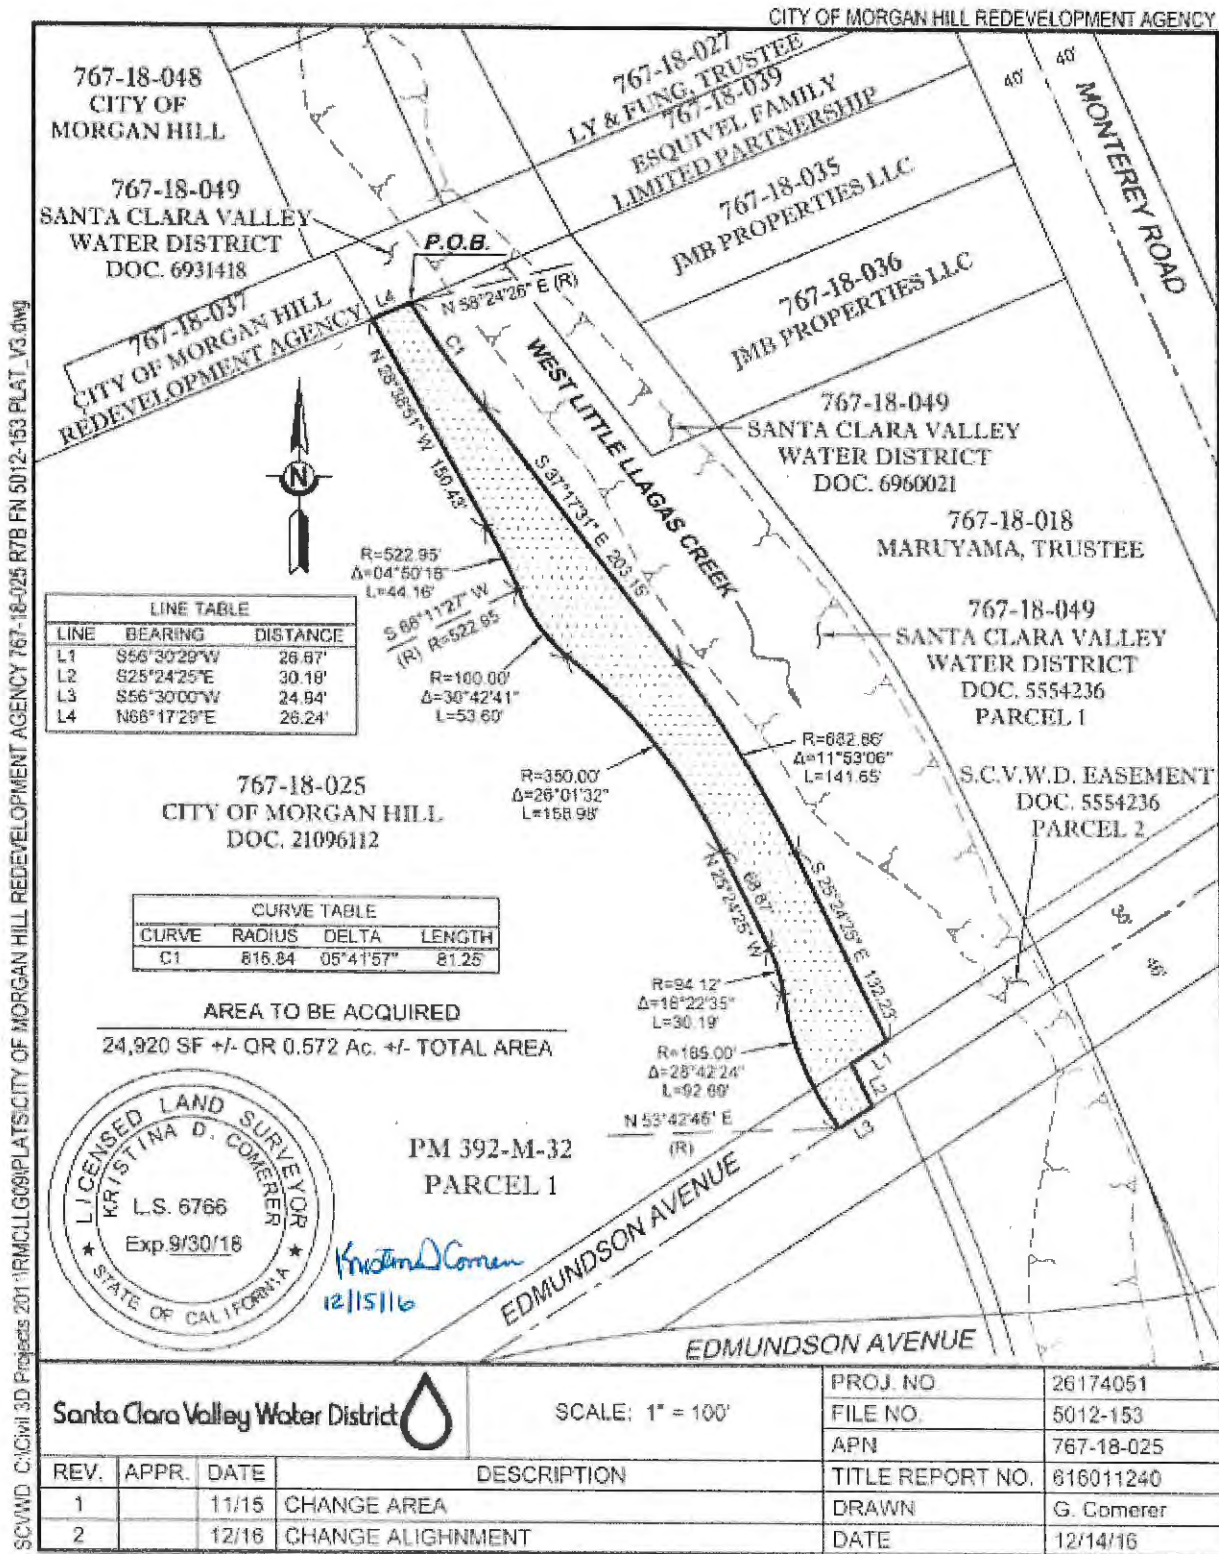 CITY OF MORGAN HILL REDEVELOPMENT AGENCY
767-18-048
CITY OF
MORGAN HILL
767-18-049
SANTA CLARA VALLEY
WATER DISTRICT
DOC. 6931418
767-18-037
CITY OF MORGAN HILL
REDEVELOPMENT AGENCY
767-18-027
LY & FUNG, TRUSTEE
767-18-039
ESQUIVEL FAMILY
LIMITED PARTNERSHIP
767-18-035
JMB PROPERTIES LLC
767-18-036
JMB PROPERTIES LLC
40'
40'
MONTEREY ROAD
P.O.B.
L4
N 58°24'26" E (R)
C1
N 28°38'51" W 150.43'
WEST LITTLE LLAGAS CREEK
S 37°17'31" E 203.15'
767-18-049
SANTA CLARA VALLEY
WATER DISTRICT
DOC. 6960021
767-18-018
MARUYAMA, TRUSTEE
767-18-049
SANTA CLARA VALLEY
WATER DISTRICT
DOC. 5554236
PARCEL 1
S.C.V.W.D. EASEMENT
DOC. 5554236
PARCEL 2
N
R=522.95'
Δ=04°50'18"
L=44.16'
S 66°11'27" W
(R) R=522.95
R=100.00'
Δ=30°42'41"
L=53.60'
R=350.00'
Δ=26°01'32"
L=158.98'
R=682.86'
Δ=11°53'06"
L=141.65'
LINE TABLE
LINE BEARING DISTANCE
L1 S56°30'29"W 26.67'
L2 S25°24'25"E 30.18'
L3 S56°30'00"W 24.94'
L4 N68°17'29"E 26.24'
767-18-025
CITY OF MORGAN HILL
DOC. 21096112
68.87'
N 25°24'25" W
S 25°24'25" E 132.23'
CURVE TABLE
CURVE RADIUS DELTA LENGTH
C1 816.84 05°41'57" 81.25'
R=94.12'
Δ=18°22'35"
L=30.19'
R=185.00'
Δ=28°42'24"
L=92.69'
N 53°42'46" E
(R)
L1
L2
L3
30'
46'
AREA TO BE ACQUIRED
24,920 SF +/- OR 0.572 Ac. +/- TOTAL AREA
LICENSED LAND SURVEYOR
KRISTINA D. COMERER
L.S. 6766
Exp.9/30/18
STATE OF CALIFORNIA
PM 392-M-32
PARCEL 1
12/15/16
EDMUNDSON AVENUE
EDMUNDSON AVENUE
Santa Clara Valley Water District
SCALE: 1" = 100'
PROJ. NO 26174051
FILE NO. 5012-153
APN 767-18-025
TITLE REPORT NO. 616011240
DRAWN G. Comerer
DATE 12/14/16
REV. APPR. DATE DESCRIPTION
1 11/15 CHANGE AREA
2 12/16 CHANGE ALIGHNMENT